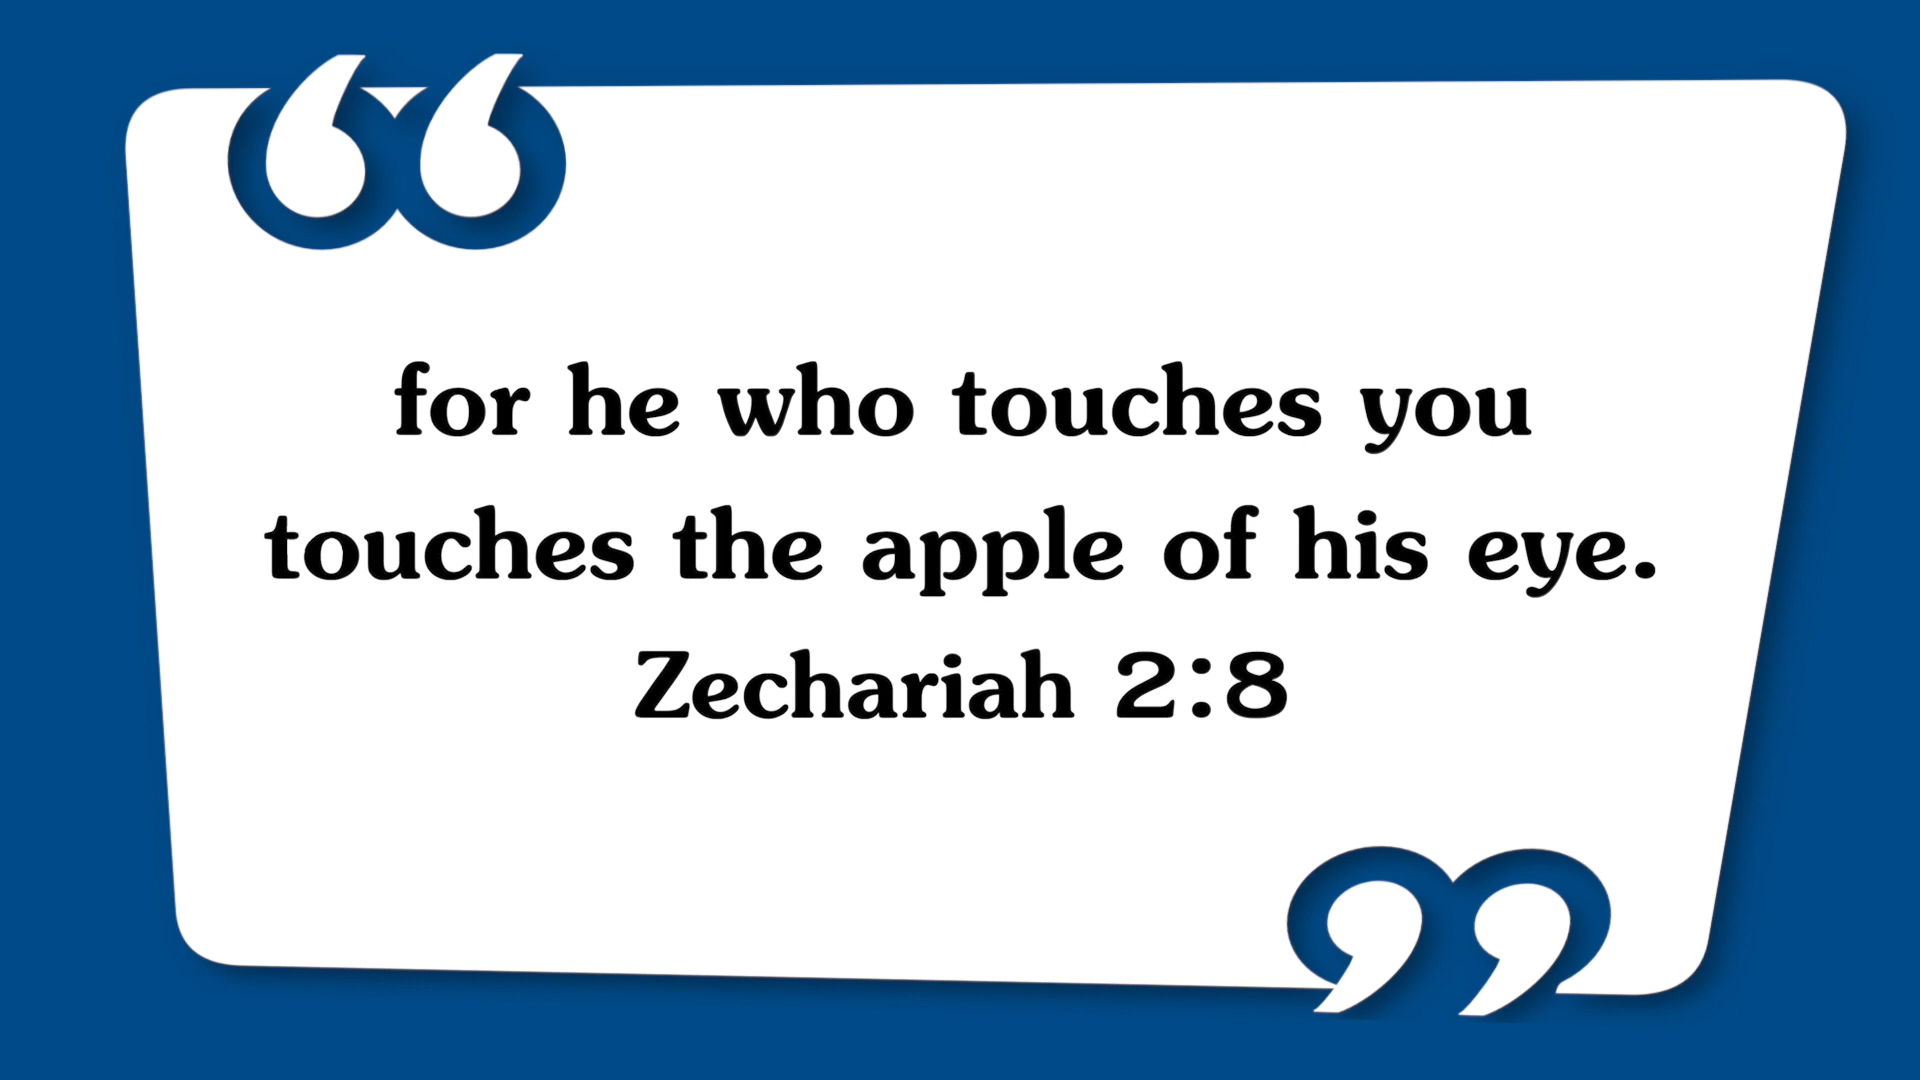 for he who touches you
touches the apple of his eye.
Zechariah 2:8